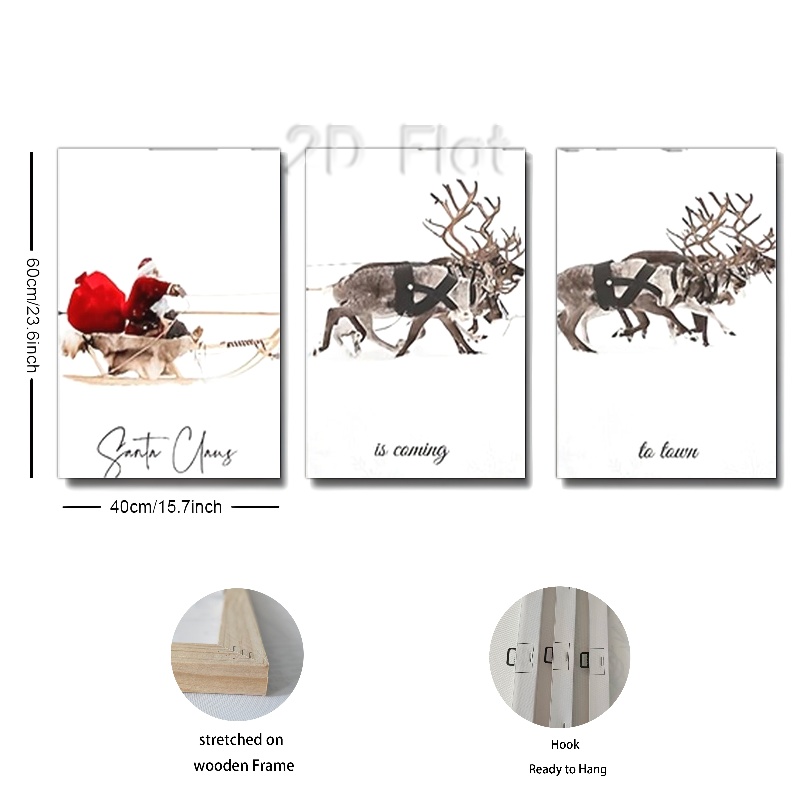 2D Flat
60cm/23.6inch
Santa Claus
is coming
to town
40cm/15.7inch
stretched on
wooden Frame
Hook
Ready to Hang